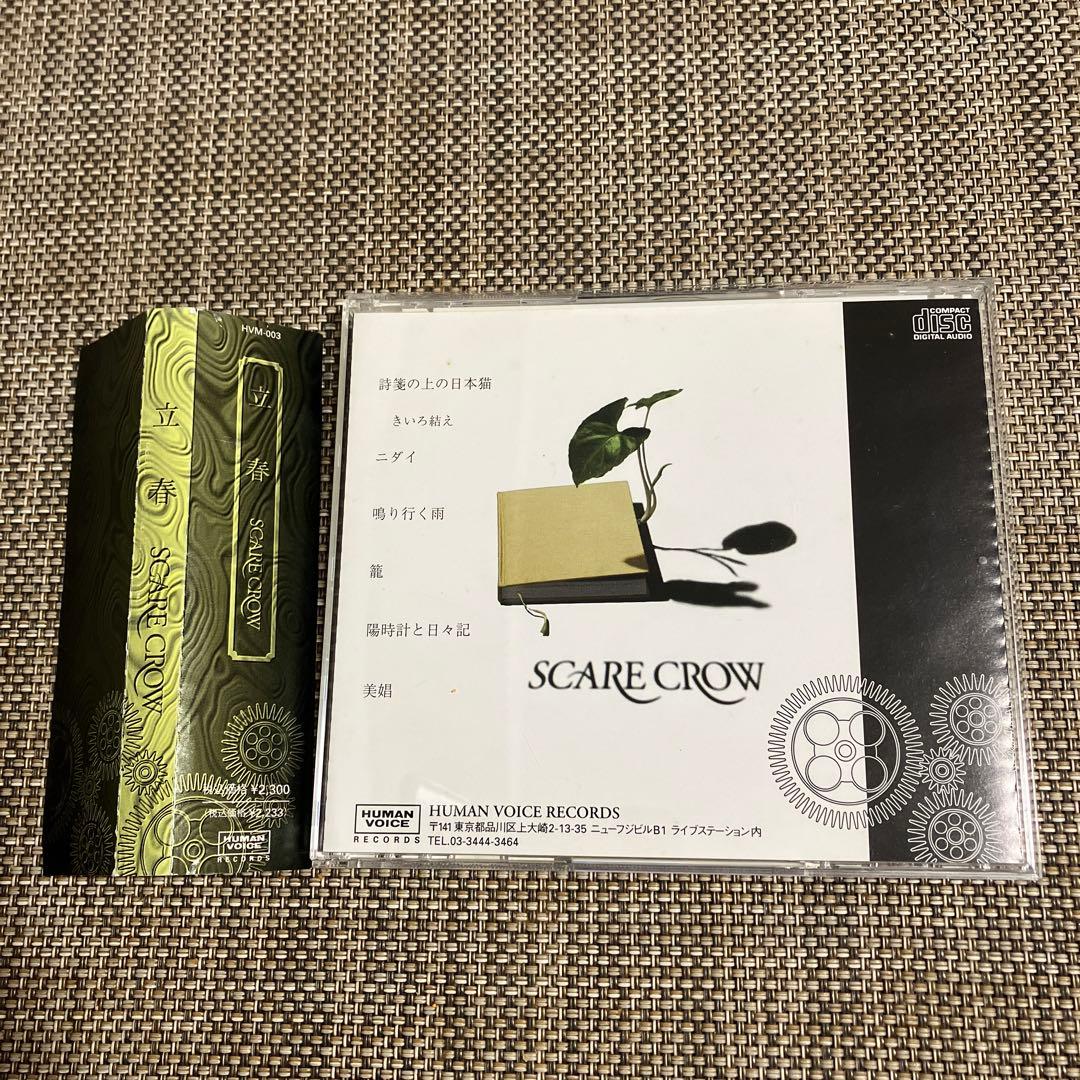 立春 SCARE CROW
HVM-003
立春 SCARE CROW
税込価格 ¥2,300
(税込価格 ¥2,233)
HUMAN
VOICE
RECORDS
COMPACT
disc
DIGITAL AUDIO
詩箋の上の日本猫
きいろ結え
ニダイ
鳴り行く雨
籠
陽時計と日々記
美娼
SCARE CROW
HUMAN
VOICE
RECORDS
HUMAN VOICE RECORDS
〒141 東京都品川区上大崎2-13-35 ニューフジビルB1 ライブステーション内
TEL.03-3444-3464